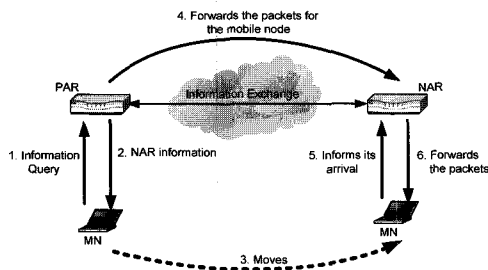 4. Forwards the packets for
the mobile node
PAR
NAR
Information Exchange
1. Information
Query
2. NAR information
5. Informs its
arrival
6. Forwards
the packets
MN
MN
3. Moves